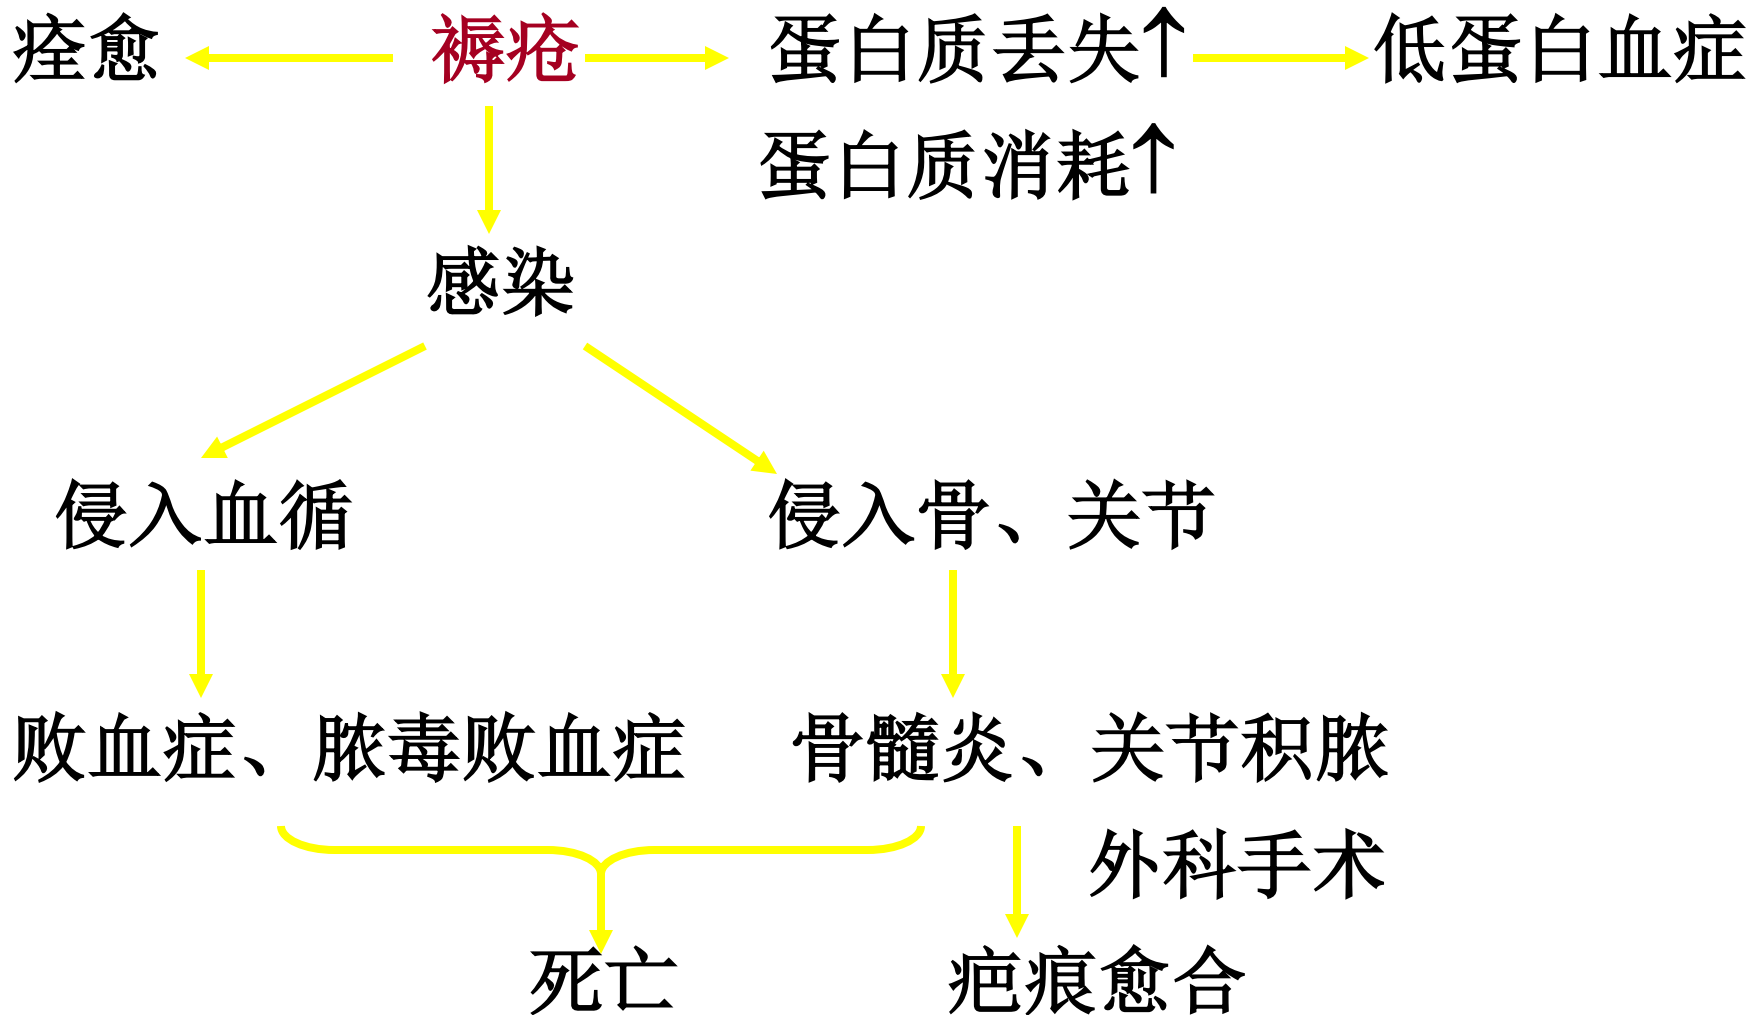 痊愈 褥疮 蛋白质丢失↑ 低蛋白血症
蛋白质消耗↑
感染
侵入血循 侵入骨、关节
败血症、脓毒败血症 骨髓炎、关节积脓
外科手术
死亡 疤痕愈合